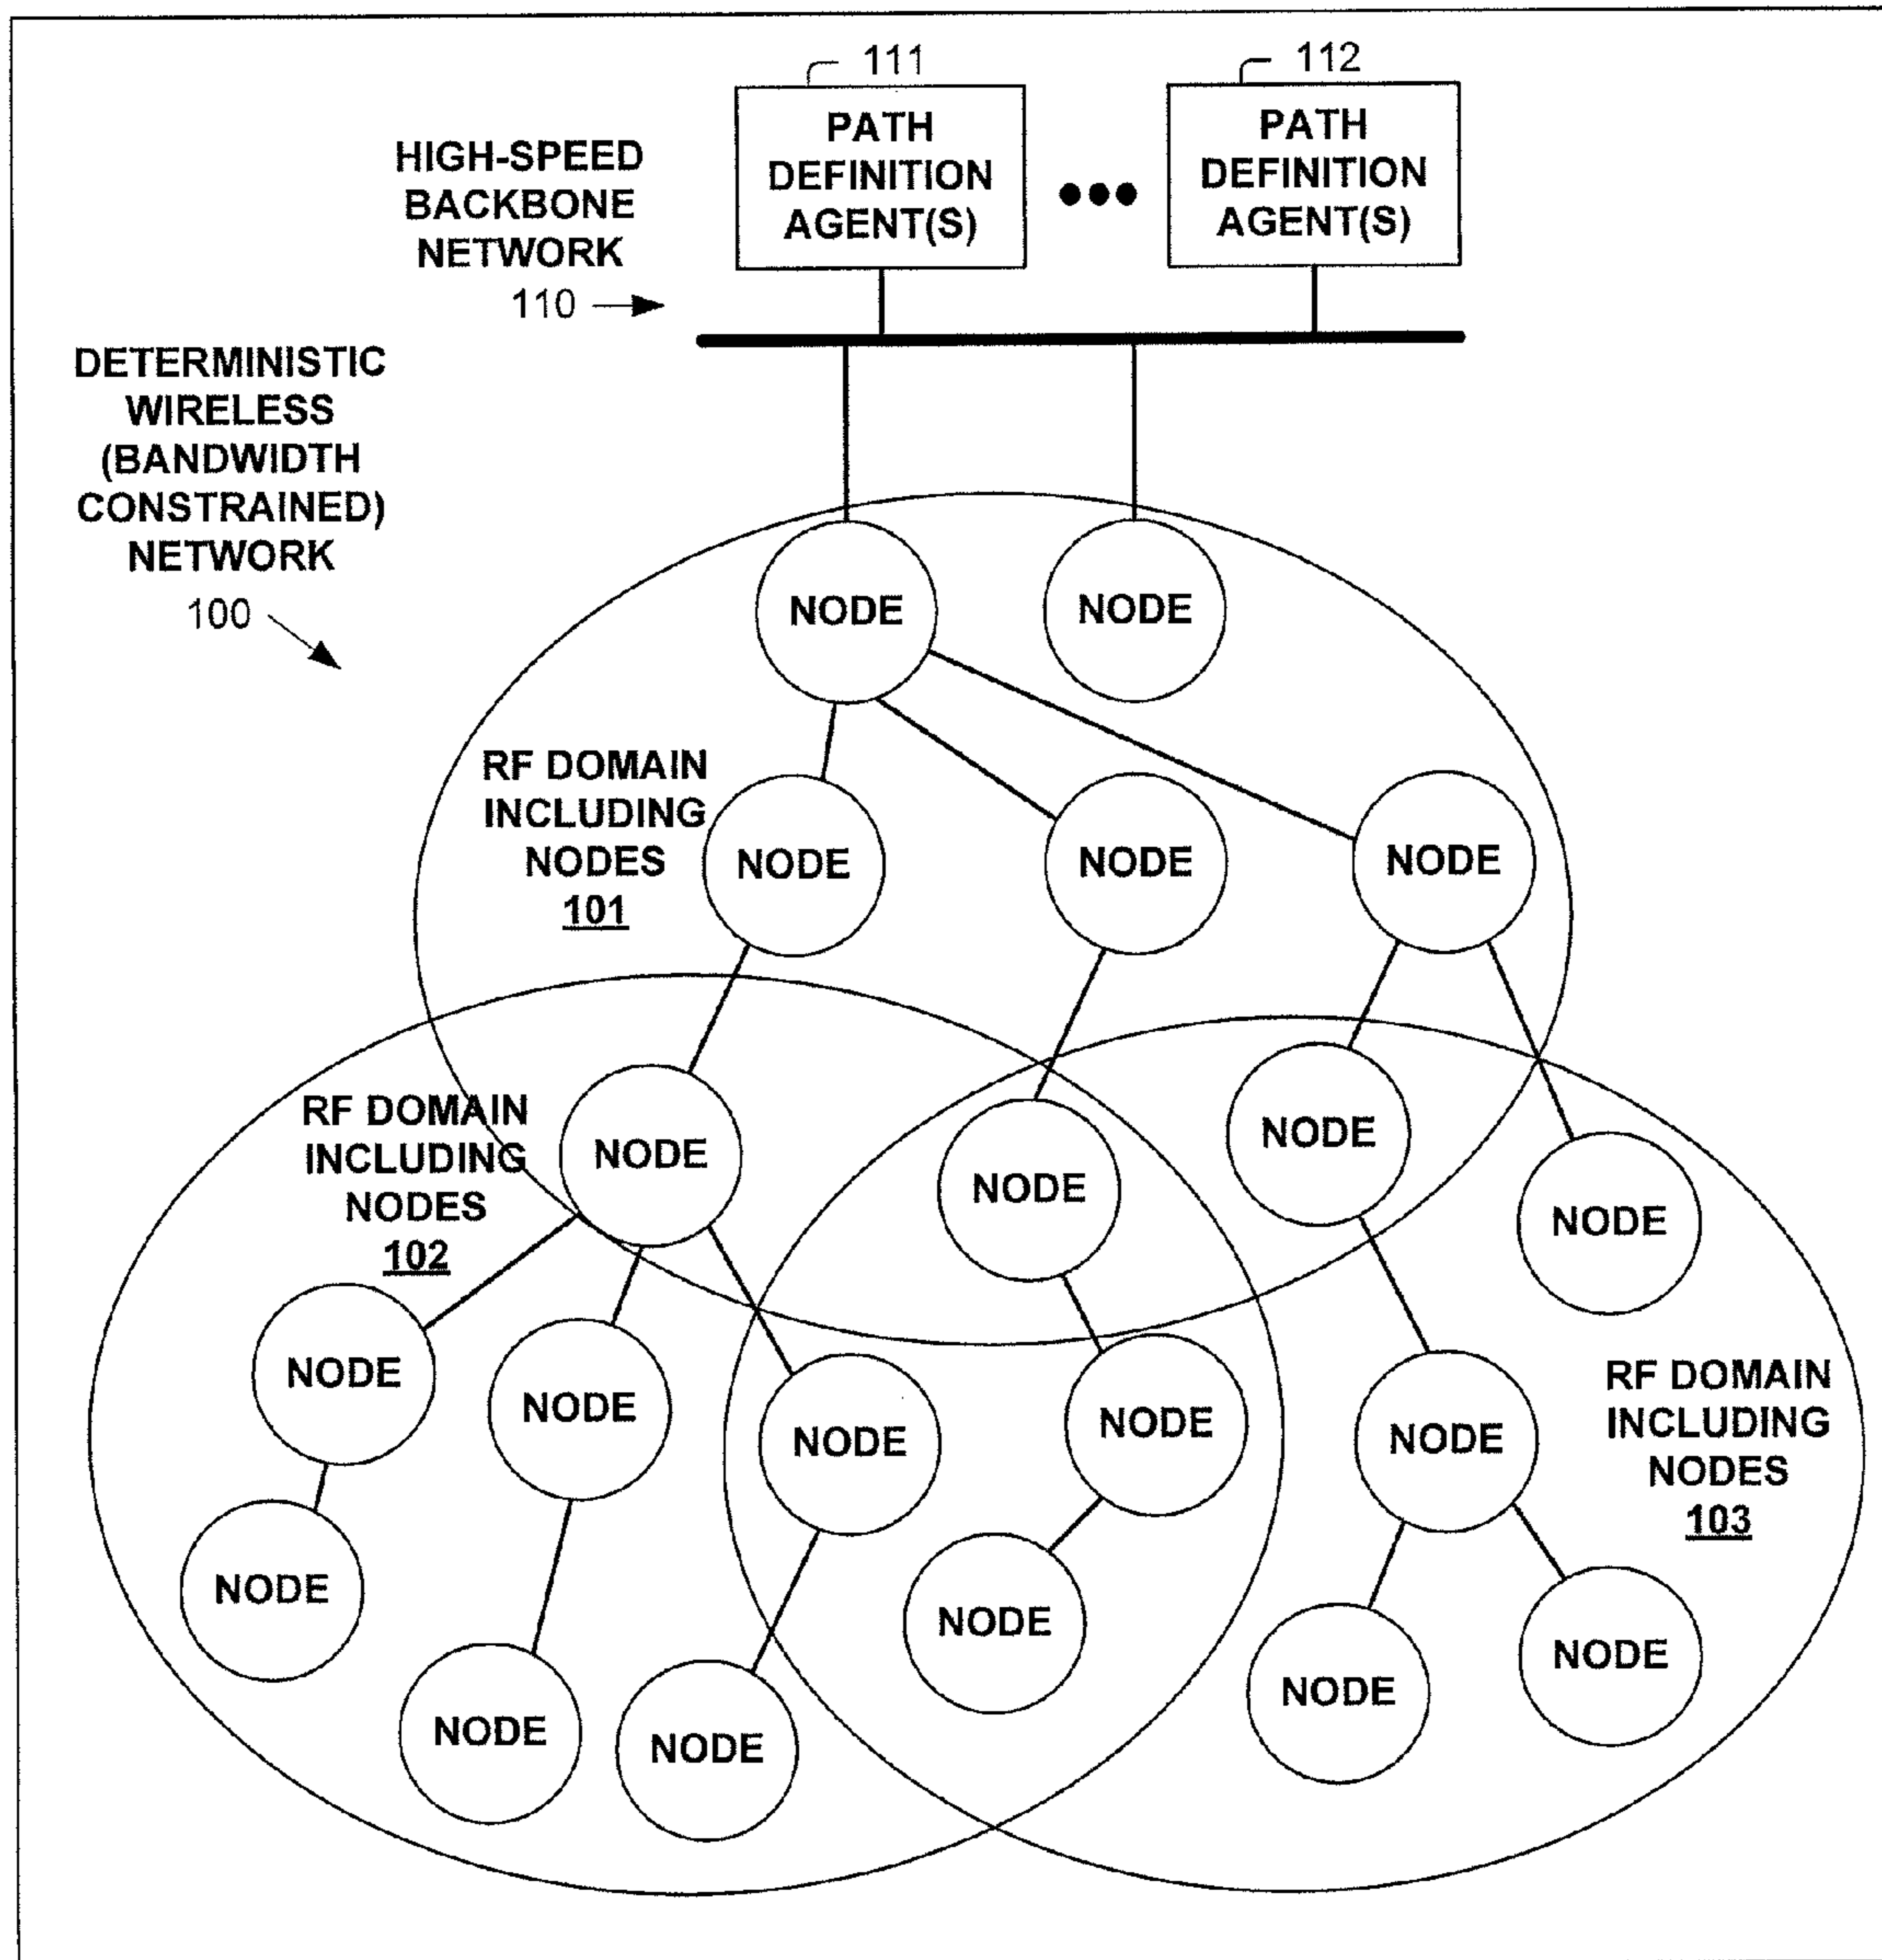 111
112
PATH
DEFINITION
AGENT(S)
PATH
DEFINITION
AGENT(S)
HIGH-SPEED
BACKBONE
NETWORK
110
DETERMINISTIC
WIRELESS
(BANDWIDTH
CONSTRAINED)
NETWORK
100
NODE
NODE
RF DOMAIN
INCLUDING
NODES
101
NODE
NODE
NODE
RF DOMAIN
INCLUDING
NODES
102
NODE
NODE
NODE
NODE
NODE
NODE
NODE
NODE
NODE
RF DOMAIN
INCLUDING
NODES
103
NODE
NODE
NODE
NODE
NODE
NODE